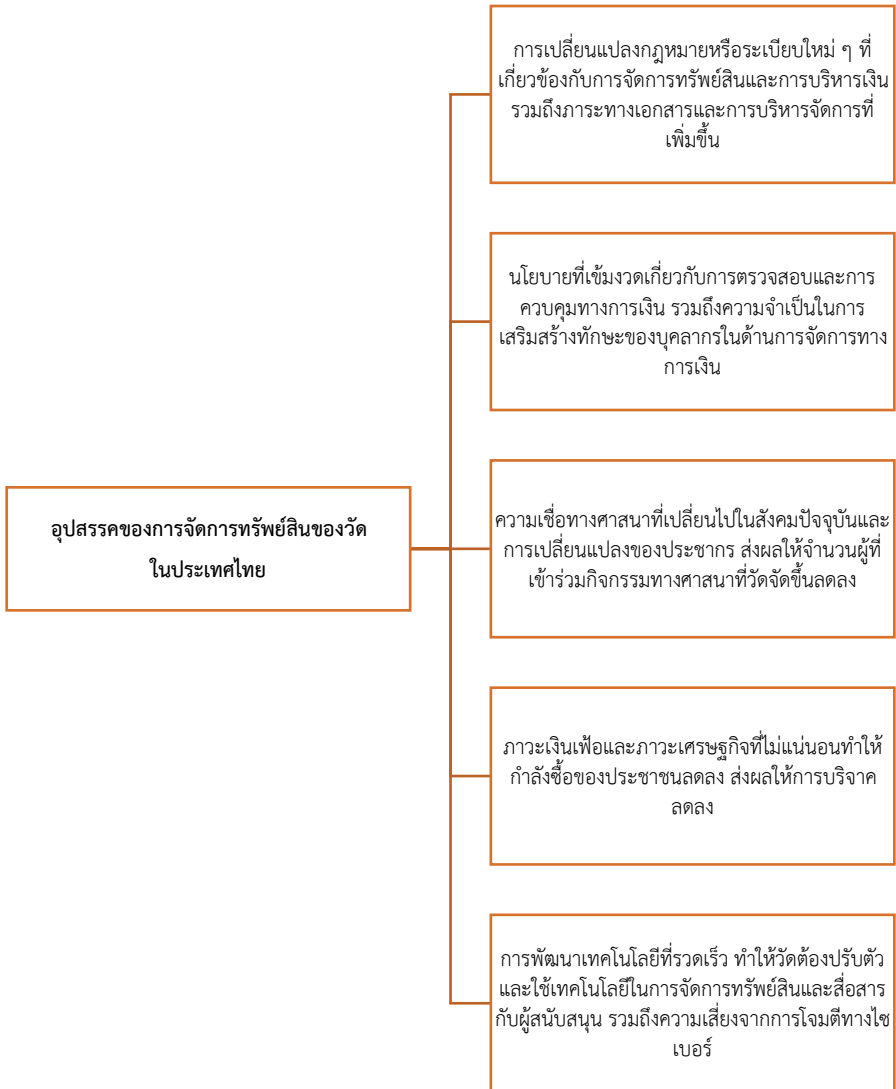 การเปลี่ยนแปลงกฎหมายหรือระเบียบใหม่ ๆ ที่
เกี่ยวข้องกับการจัดการทรัพย์สินและการบริหารเงิน
รวมถึงภาระทางเอกสารและการบริหารจัดการที่
เพิ่มขึ้น
นโยบายที่เข้มงวดเกี่ยวกับการตรวจสอบและการ
ควบคุมทางการเงิน รวมถึงความจำเป็นในการ
เสริมสร้างทักษะของบุคลากรในด้านการจัดการทาง
การเงิน
อุปสรรคของการจัดการทรัพย์สินของวัด
ในประเทศไทย
ความเชื่อทางศาสนาที่เปลี่ยนไปในสังคมปัจจุบันและ
การเปลี่ยนแปลงของประชากร ส่งผลให้จำนวนผู้ที่
เข้าร่วมกิจกรรมทางศาสนาที่วัดจัดขึ้นลดลง
ภาวะเงินเฟ้อและภาวะเศรษฐกิจที่ไม่แน่นอนทำให้
กำลังซื้อของประชาชนลดลง ส่งผลให้การบริจาค
ลดลง
การพัฒนาเทคโนโลยีที่รวดเร็ว ทำให้วัดต้องปรับตัว
และใช้เทคโนโลยีในการจัดการทรัพย์สินและสื่อสาร
กับผู้สนับสนุน รวมถึงความเสี่ยงจากการโจมตีทางไซ
เบอร์